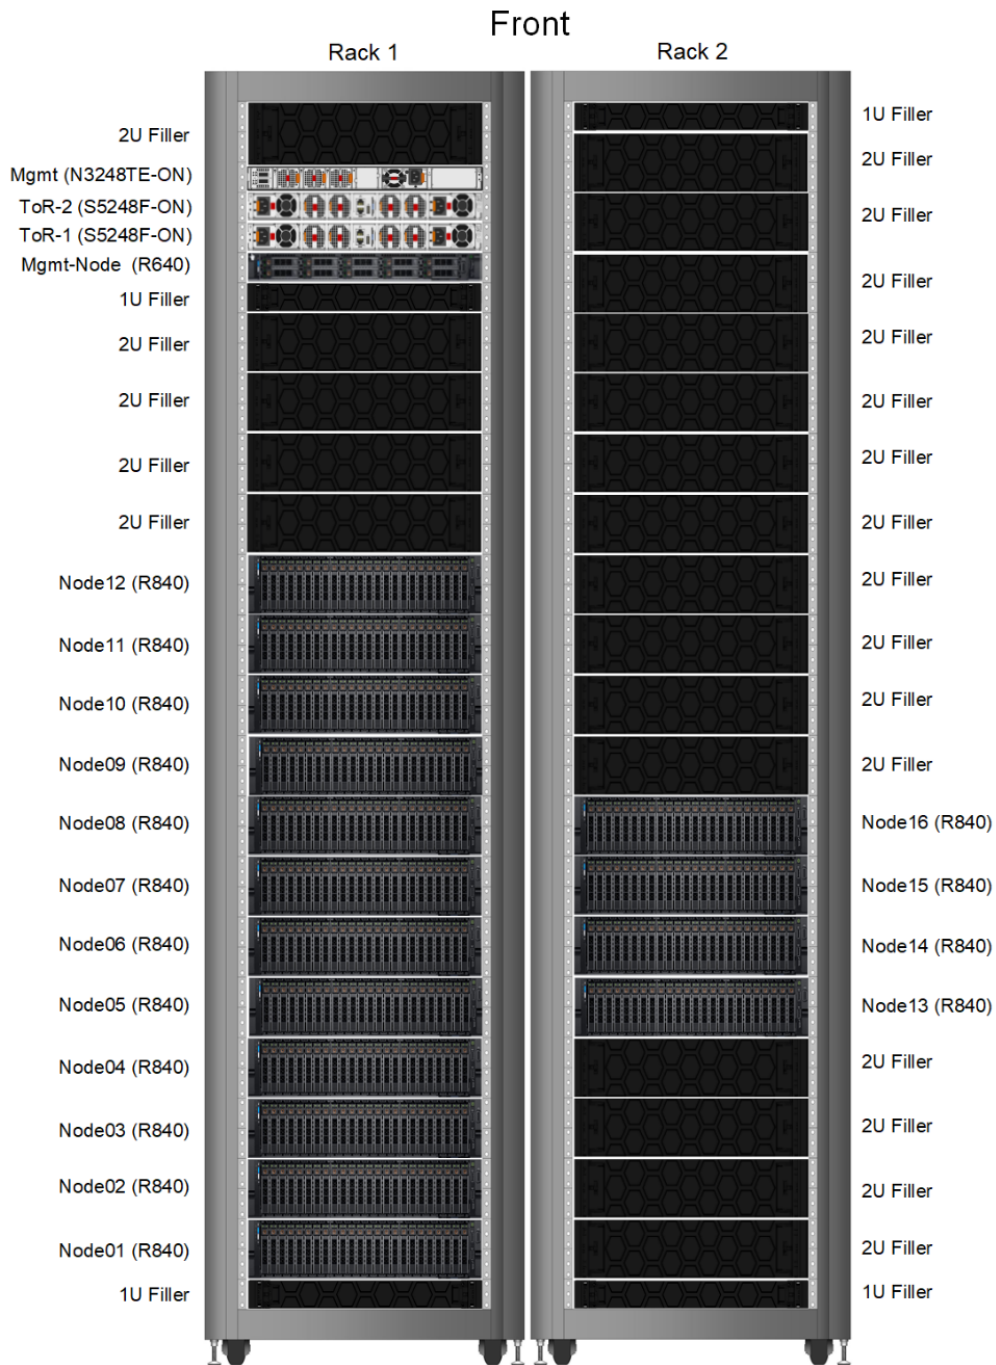 Front
Rack 1
2U Filler
Mgmt (N3248TE-ON)
ToR-2 (S5248F-ON)
ToR-1 (S5248F-ON)
Mgmt-Node (R640)
1U Filler
2U Filler
2U Filler
2U Filler
2U Filler
Node12 (R840)
Node11 (R840)
Node10 (R840)
Node09 (R840)
Node08 (R840)
Node07 (R840)
Node06 (R840)
Node05 (R840)
Node04 (R840)
Node03 (R840)
Node02 (R840)
Node01 (R840)
1U Filler
Rack 2
1U Filler
2U Filler
2U Filler
2U Filler
2U Filler
2U Filler
2U Filler
2U Filler
2U Filler
2U Filler
2U Filler
2U Filler
Node16 (R840)
Node15 (R840)
Node14 (R840)
Node13 (R840)
2U Filler
2U Filler
2U Filler
2U Filler
1U Filler